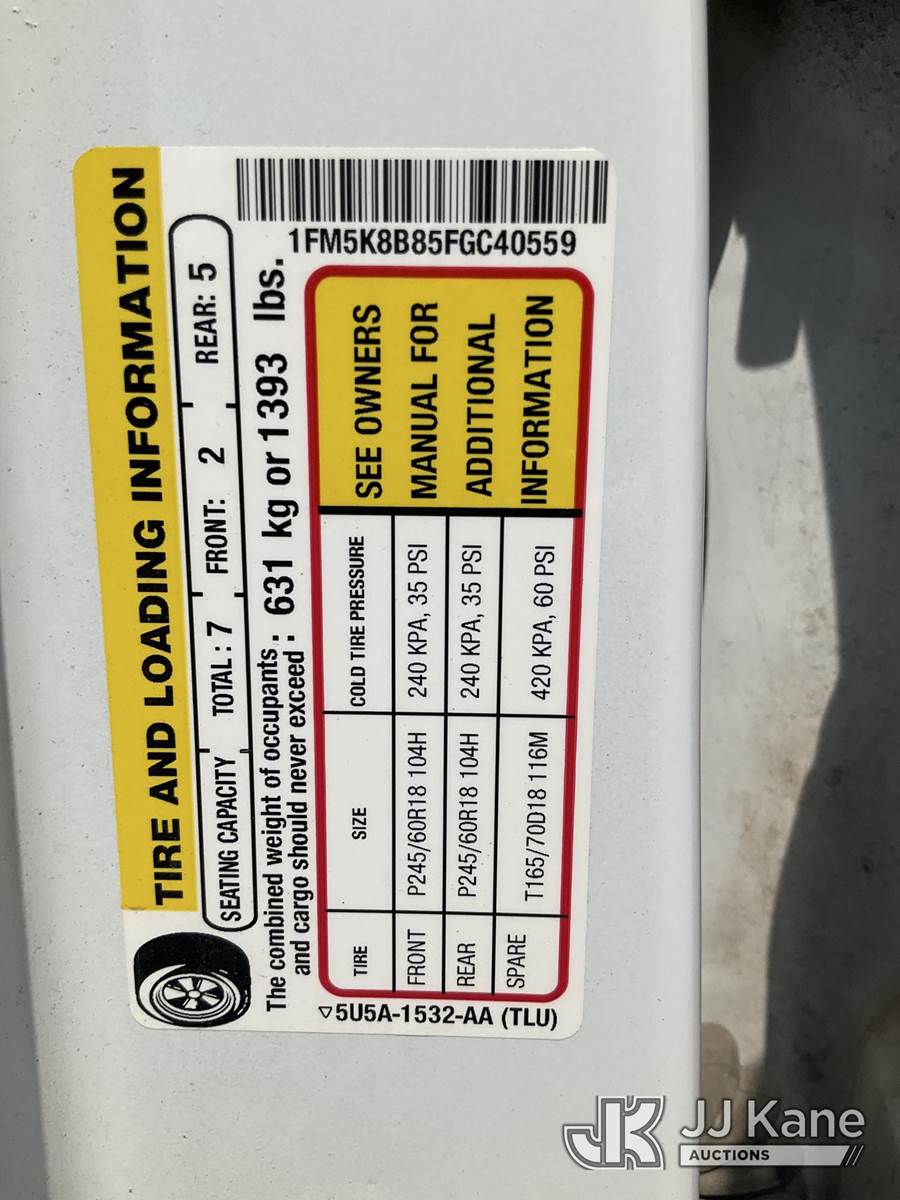 TIRE AND LOADING INFORMATION
SEATING CAPACITY TOTAL : 7 FRONT: 2 REAR: 5
The combined weight of occupants
and cargo should never exceed : 631 kg or 1393 lbs.
1FM5K8B85FGC40559
TIRE SIZE COLD TIRE PRESSURE
FRONT P245/60R18 104H 240 KPA, 35 PSI
REAR P245/60R18 104H 240 KPA, 35 PSI
SPARE T165/70D18 116M 420 KPA, 60 PSI
SEE OWNERS
MANUAL FOR
ADDITIONAL
INFORMATION
5U5A-1532-AA (TLU)
JK JJ Kane
AUCTIONS